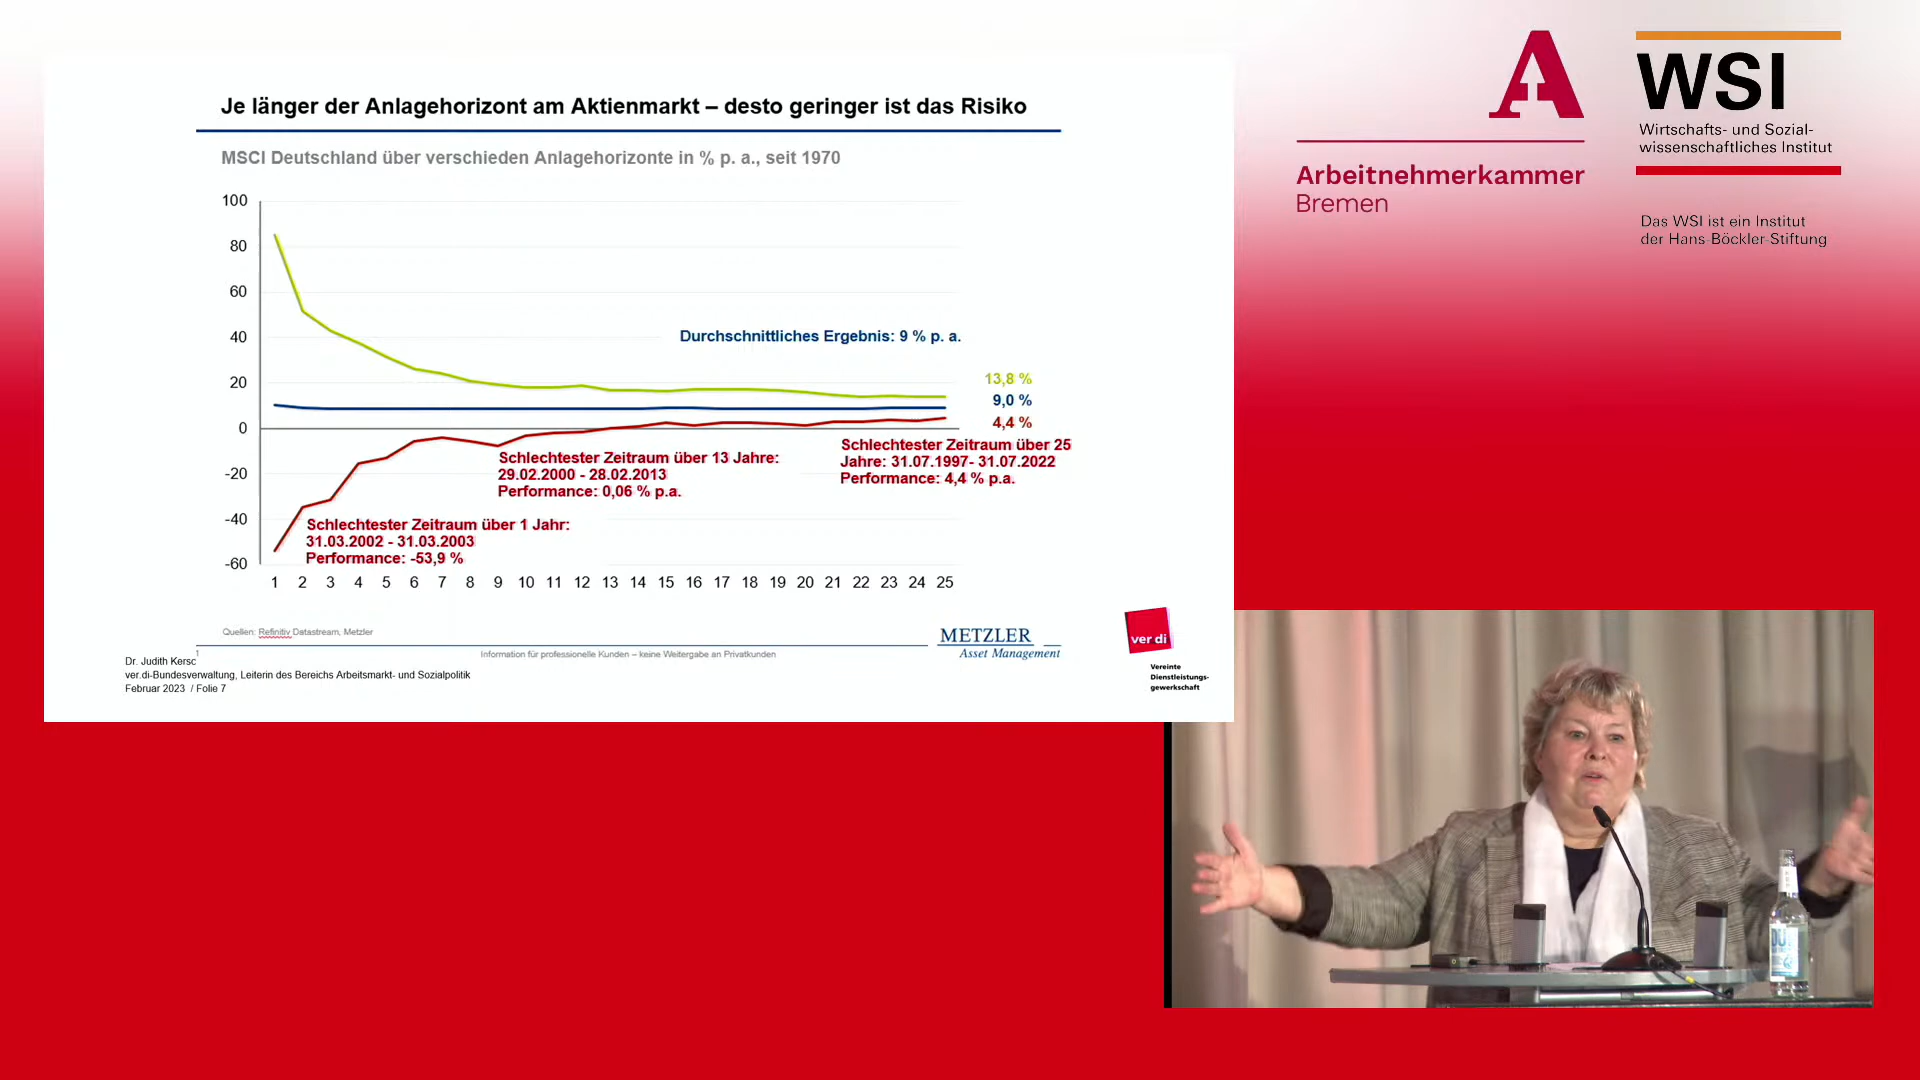 Je länger der Anlagehorizont am Aktienmarkt – desto geringer ist das Risiko
MSCI Deutschland über verschieden Anlagehorizonte in % p. a., seit 1970
100
80
60
40
20
0
-20
-40
-60
Durchschnittliches Ergebnis: 9 % p. a.
13,8 %
9,0 %
4,4 %
Schlechtester Zeitraum über 25
Jahre: 31.07.1997- 31.07.2022
Performance: 4,4 % p.a.
Schlechtester Zeitraum über 13 Jahre:
29.02.2000 - 28.02.2013
Performance: 0,06 % p.a.
Schlechtester Zeitraum über 1 Jahr:
31.03.2002 - 31.03.2003
Performance: -53,9 %
1 2 3 4 5 6 7 8 9 10 11 12 13 14 15 16 17 18 19 20 21 22 23 24 25
Quellen: Refinitiv Datastream, Metzler
1
Information für professionelle Kunden – keine Weitergabe an Privatkunden
METZLER
Asset Management
Dr. Judith Kersc
ver.di-Bundesverwaltung, Leiterin des Bereichs Arbeitsmarkt- und Sozialpolitik
Februar 2023 / Folie 7
ver di
Vereinte
Dienstleistungs-
gewerkschaft
A
Arbeitnehmerkammer
Bremen
WSI
Wirtschafts- und Sozial-
wissenschaftliches Institut
Das WSI ist ein Institut
der Hans-Böckler-Stiftung